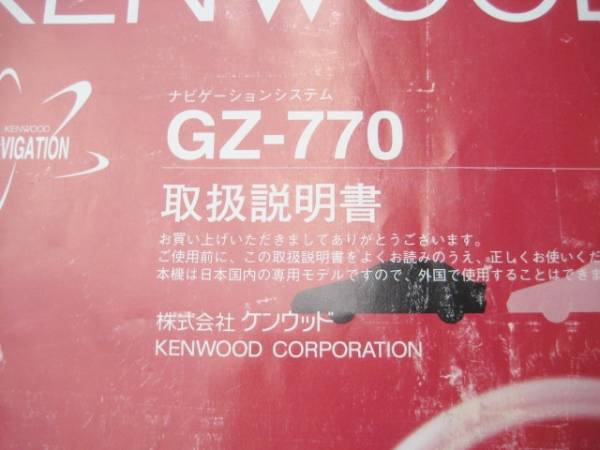 KENWOOD
ナビゲーションシステム
KENWOOD
GZ-770
VIGATION
取扱説明書
お買い上げいただきましてありがとうございます。
ご使用前に、この取扱説明書をよくお読みのうえ、正しくお使いくだ
本機は日本国内の専用モデルですので、外国で使用することはできま
株式会社 ケンウッド
KENWOOD CORPORATION